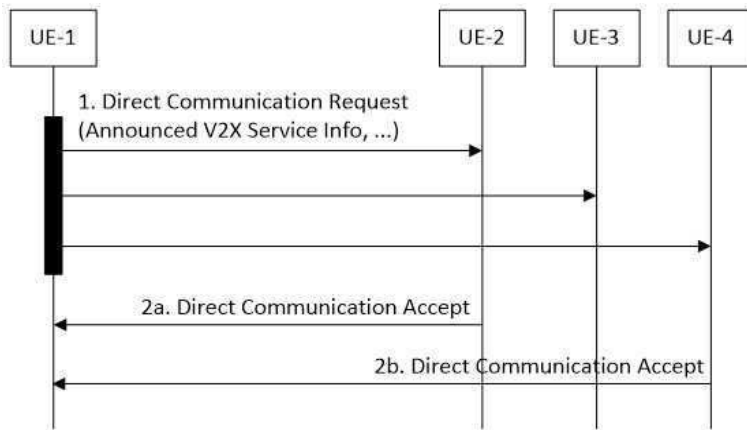 UE-1
UE-2
UE-3
UE-4
1. Direct Communication Request
(Announced V2X Service Info, ...)
2a. Direct Communication Accept
2b. Direct Communication Accept